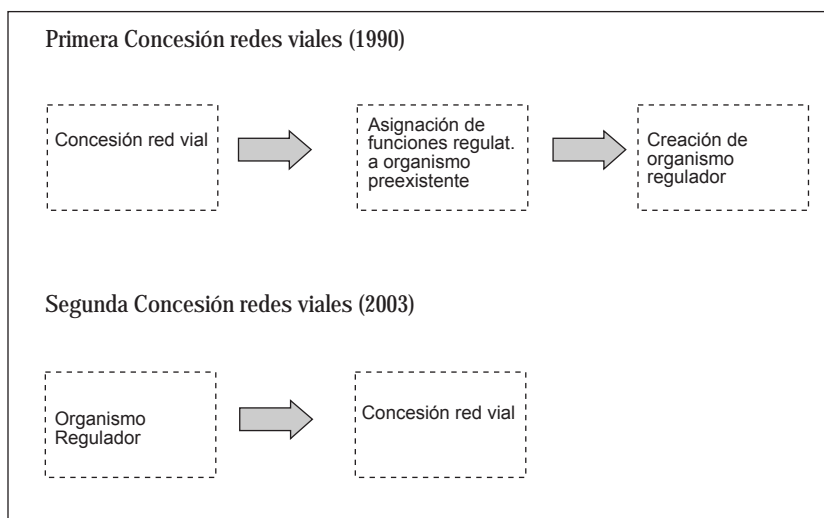 Primera Concesión redes viales (1990)
Concesión red vial
Asignación de
funciones regulat.
a organismo
preexistente
Creación de
organismo
regulador
Segunda Concesión redes viales (2003)
Organismo
Regulador
Concesión red vial